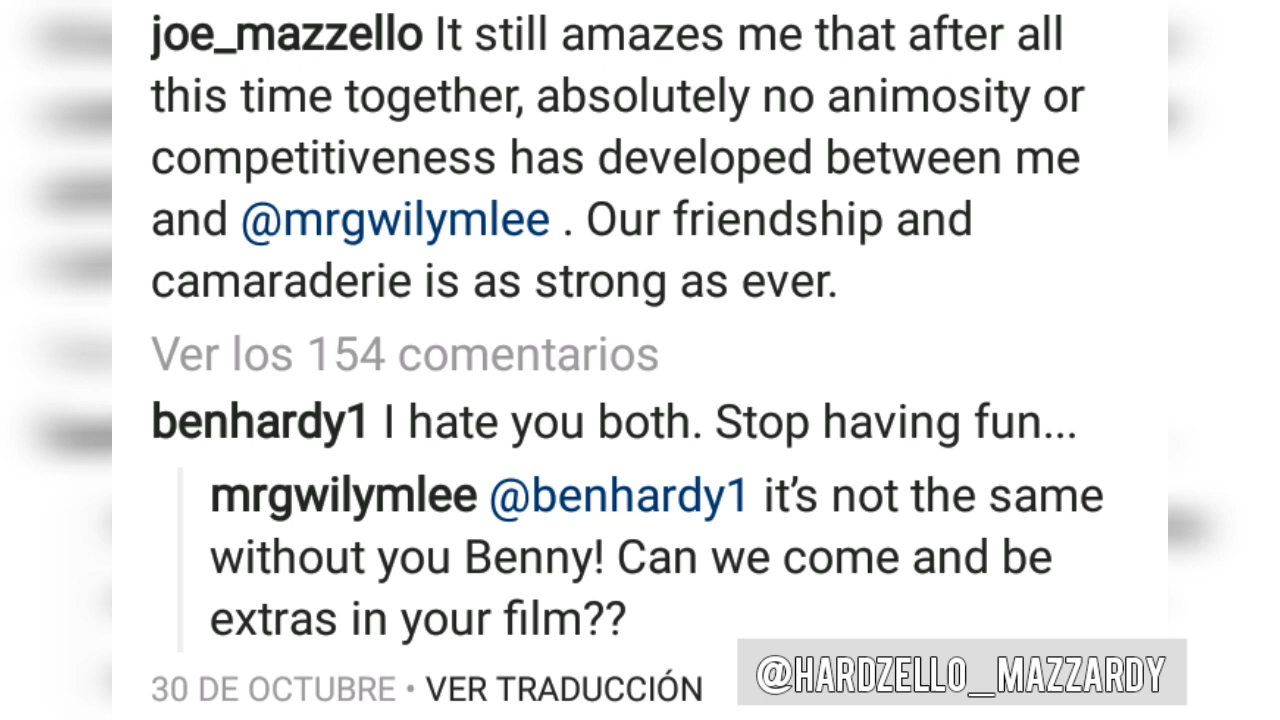 joe_mazzello It still amazes me that after all
this time together, absolutely no animosity or
competitiveness has developed between me
and @mrgwilymlee . Our friendship and
camaraderie is as strong as ever.
Ver los 154 comentarios
benhardy1 I hate you both. Stop having fun...
mrgwilymlee @benhardy1 it's not the same
without you Benny! Can we come and be
extras in your film??
30 DE OCTUBRE • VER TRADUCCIÓN
@HARDZELLO_MAZZARDY